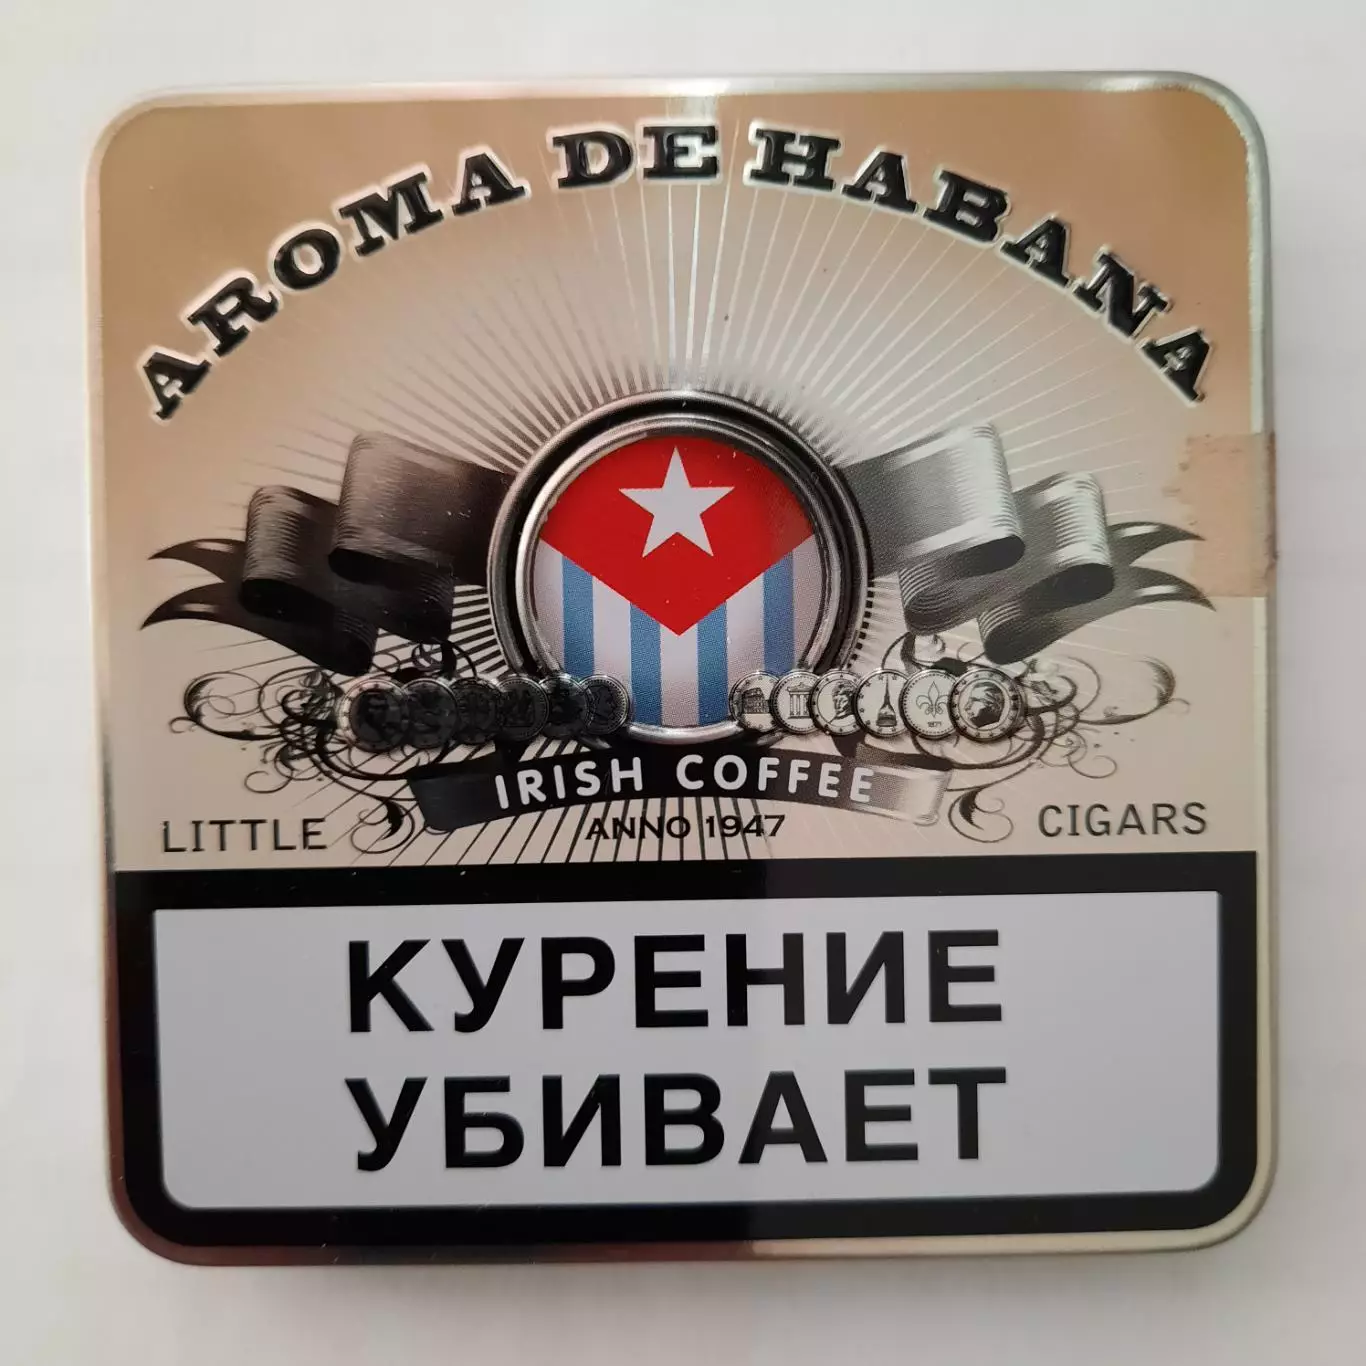 AROMA DE HABANA
IRISH COFFEE
LITTLE
ANNO 1947
CIGARS
КУРЕНИЕ
УБИВАЕТ